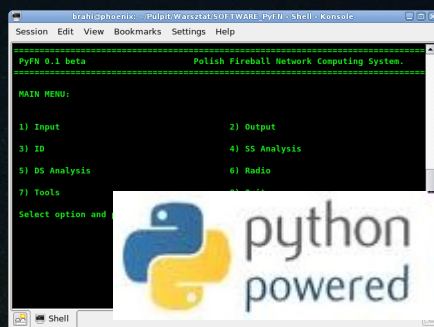 brahi@phoenix: ~/Pulpit/Warsztat/SOFTWARE_PyFN - Shell - Konsole
Session Edit View Bookmarks Settings Help
PyFN 0.1 beta Polish Fireball Network Computing System.
MAIN MENU:
1) Input 2) Output
3) ID 4) SS Analysis
5) DS Analysis 6) Radio
7) Tools
Select option and
python
powered
Shell